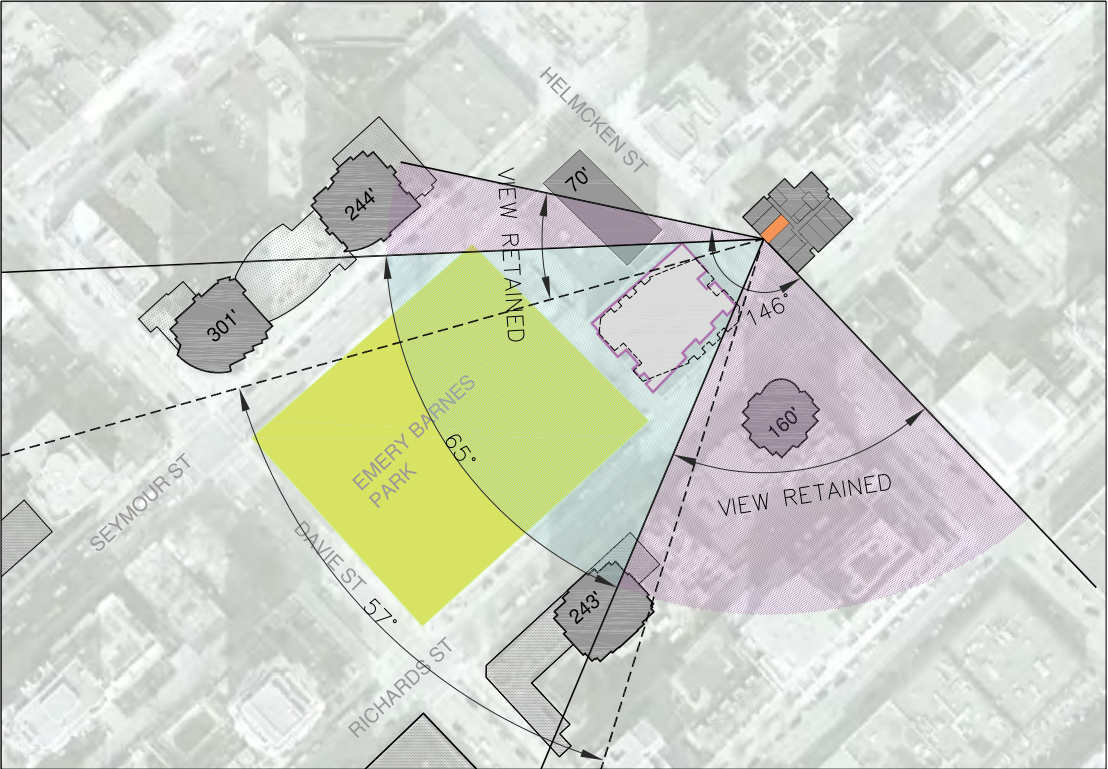 HELMCKEN ST
70'
244'
VIEW RETAINED
301'
146°
160'
EMERY BARNES
PARK
65°
VIEW RETAINED
SEYMOUR ST
DAVIE ST
57°
243'
RICHARDS ST